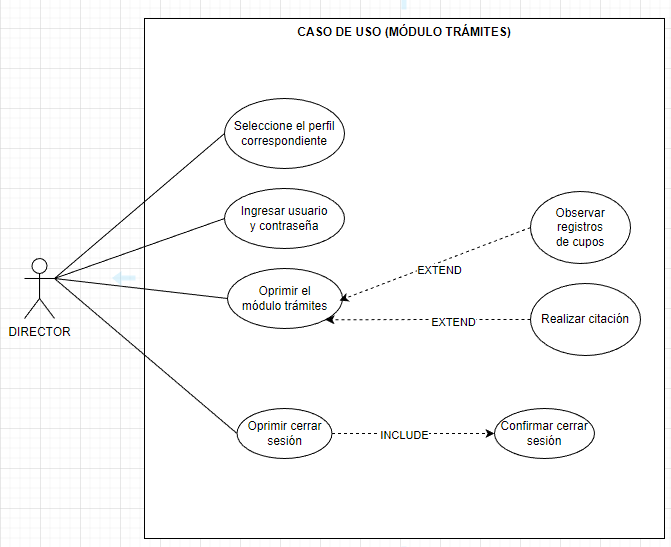 CASO DE USO (MÓDULO TRÁMITES)
Seleccione el perfil
correspondiente
Ingresar usuario
y contraseña
Observar
registros
de cupos
EXTEND
Oprimir el
módulo trámites
DIRECTOR
EXTEND
Realizar citación
Oprimir cerrar
sesión
INCLUDE
Confirmar cerrar
sesión